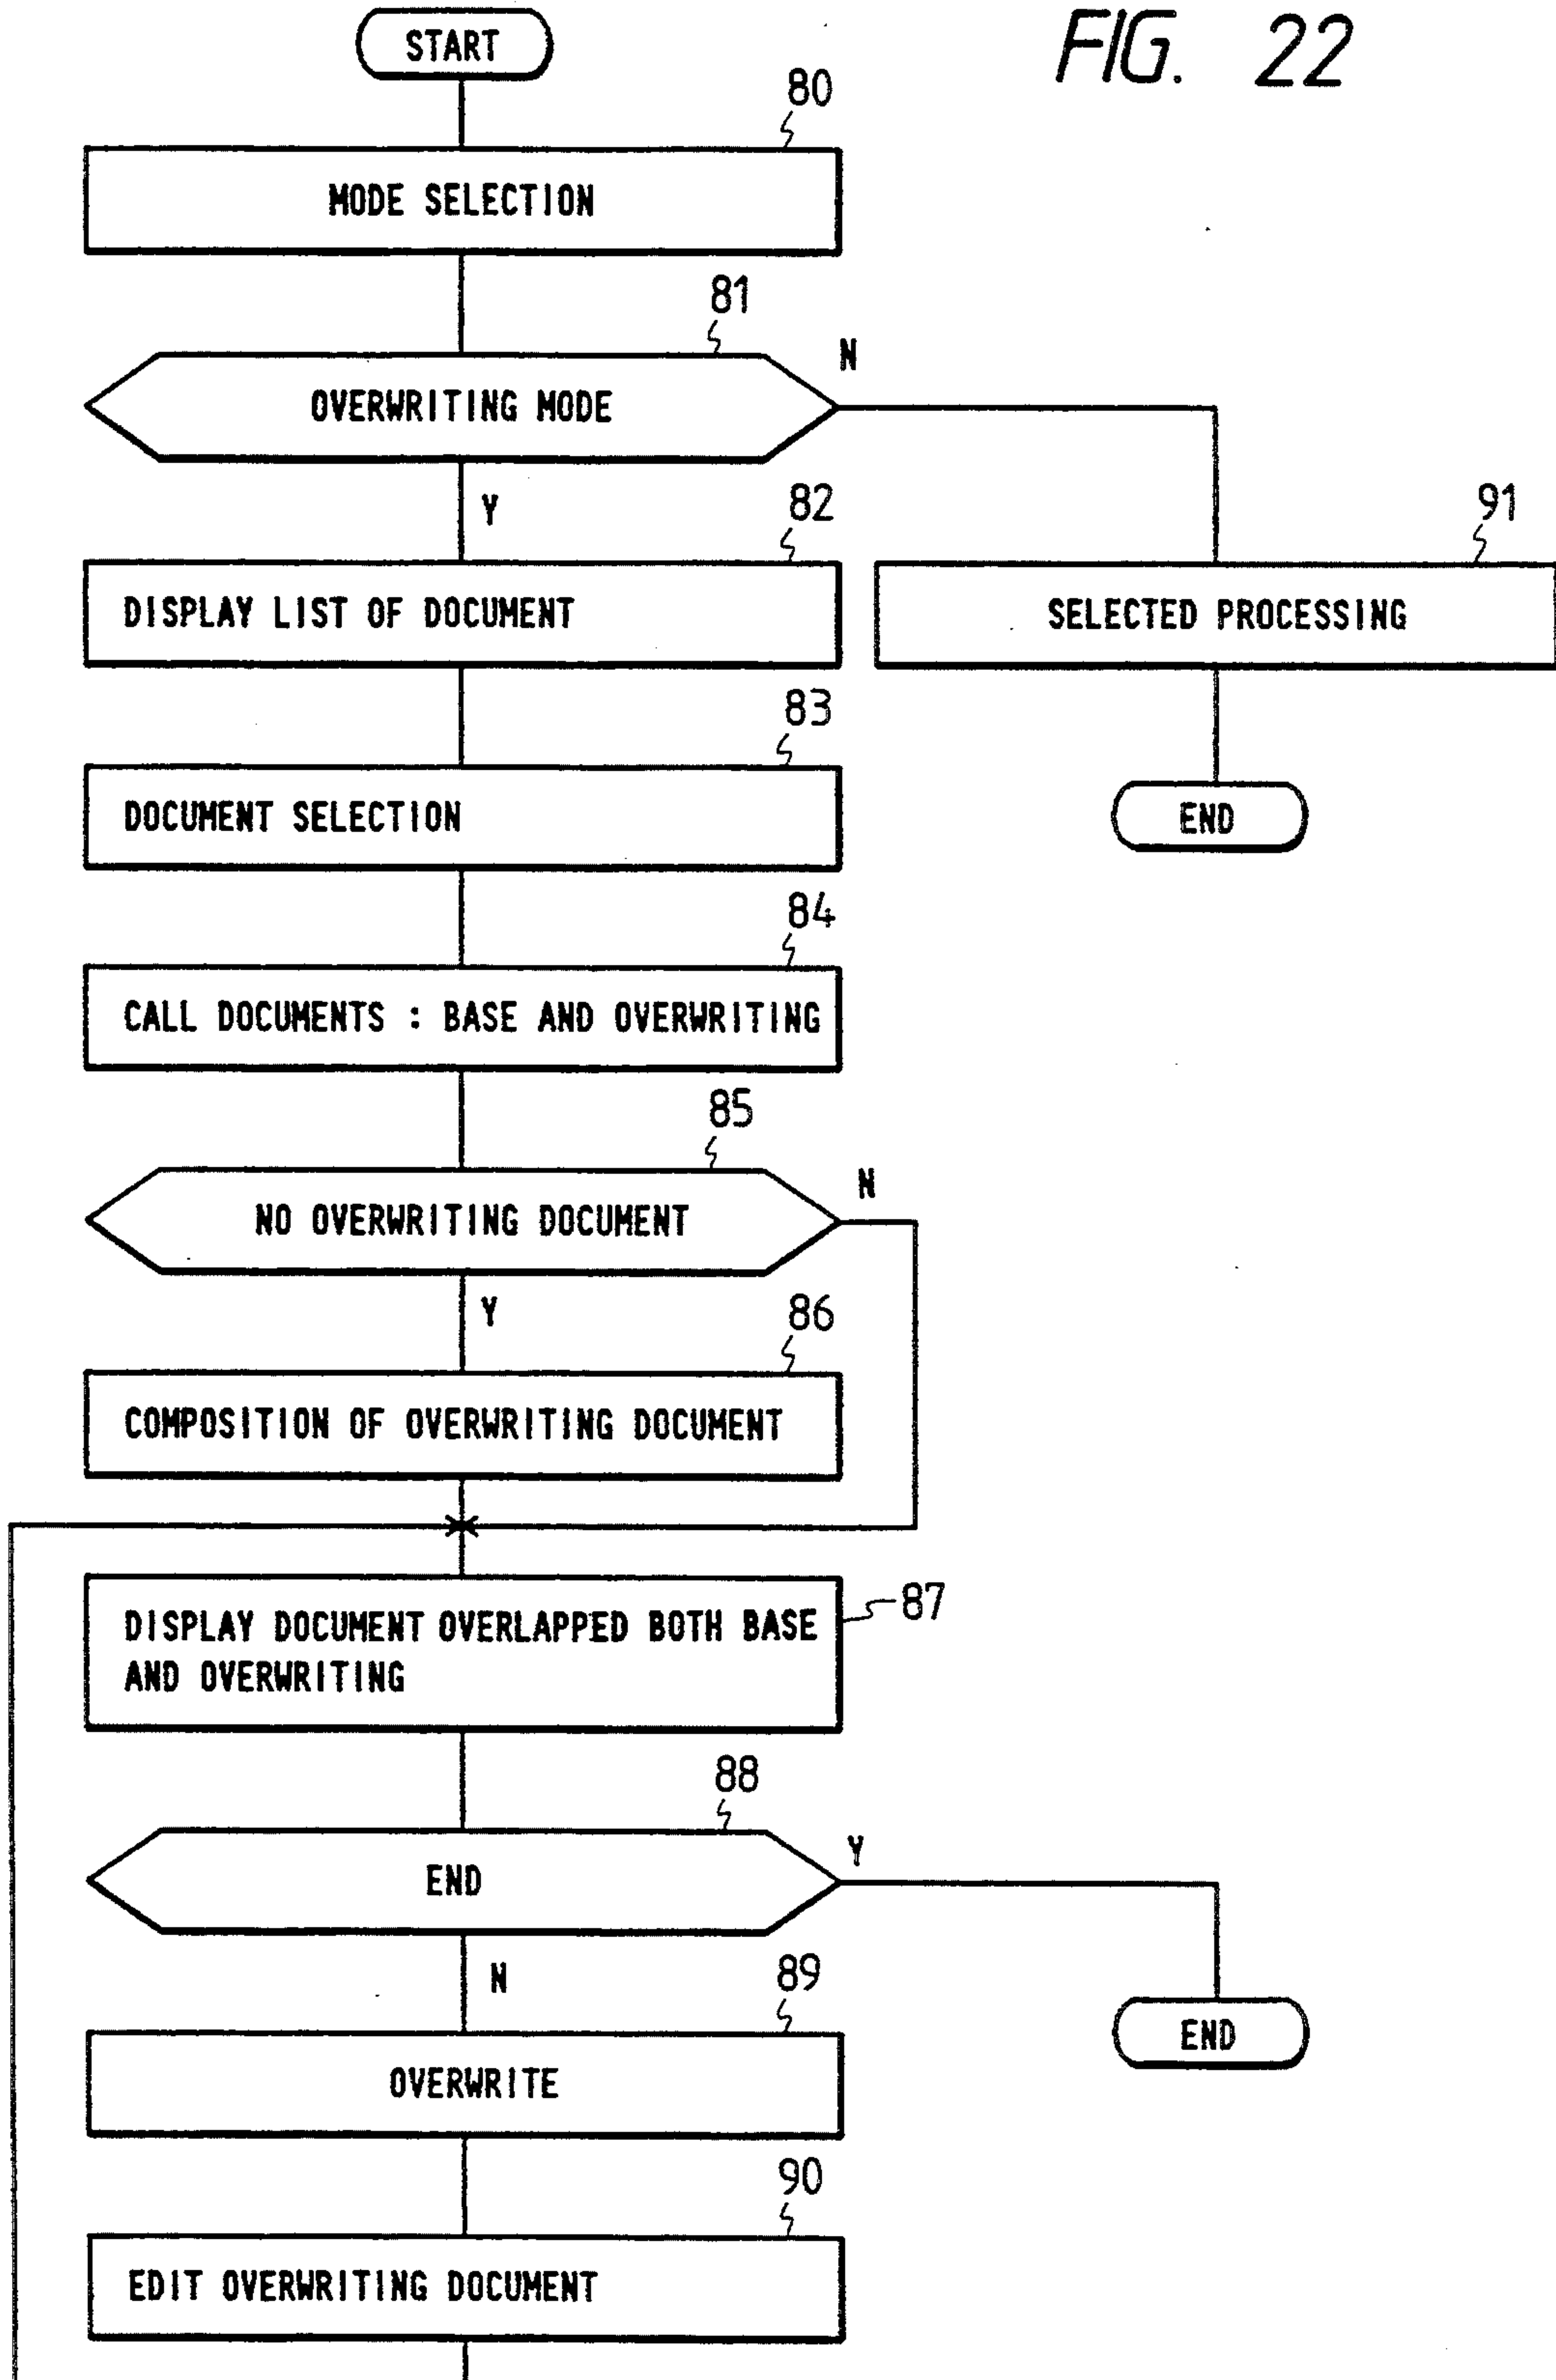 FIG. 22
START
80
MODE SELECTION
81
OVERWRITING MODE
N
Y
82
DISPLAY LIST OF DOCUMENT
91
SELECTED PROCESSING
83
DOCUMENT SELECTION
END
84
CALL DOCUMENTS : BASE AND OVERWRITING
85
NO OVERWRITING DOCUMENT
N
Y
86
COMPOSITION OF OVERWRITING DOCUMENT
87
DISPLAY DOCUMENT OVERLAPPED BOTH BASE
AND OVERWRITING
88
END
Y
N
END
89
OVERWRITE
90
EDIT OVERWRITING DOCUMENT